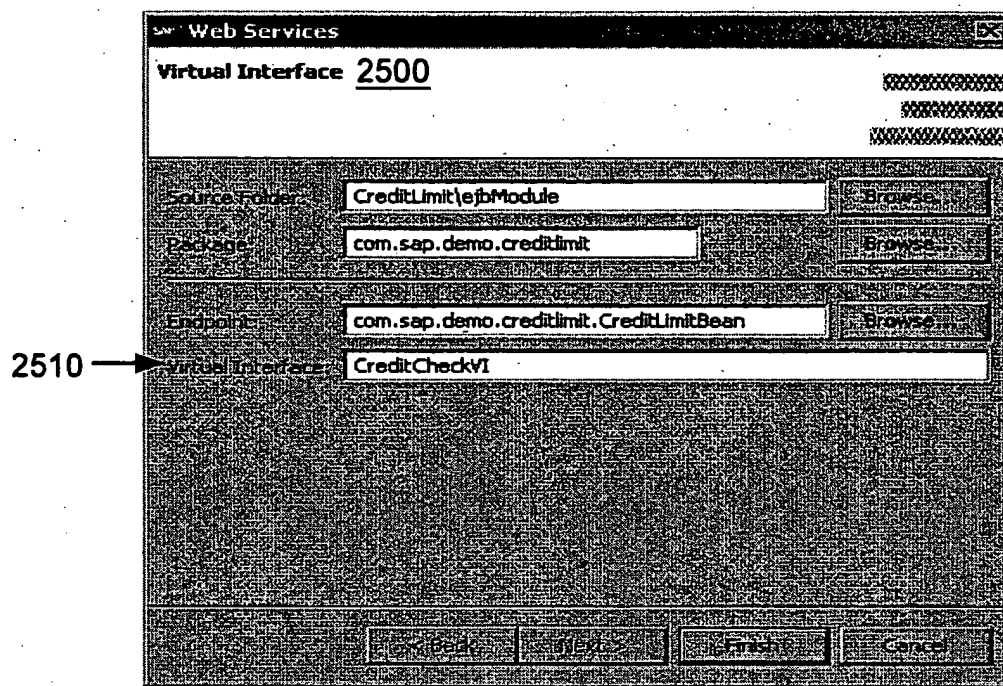 Web Services
Virtual Interface 2500
Source Folder: CreditLimit\ejbModule Browse...
Package: com.sap.demo.creditlimit Browse...
Endpoint: com.sap.demo.creditlimit.CreditLimitBean Browse...
2510 Virtual Interface: CreditCheckVI
< Back Next > Finish Cancel